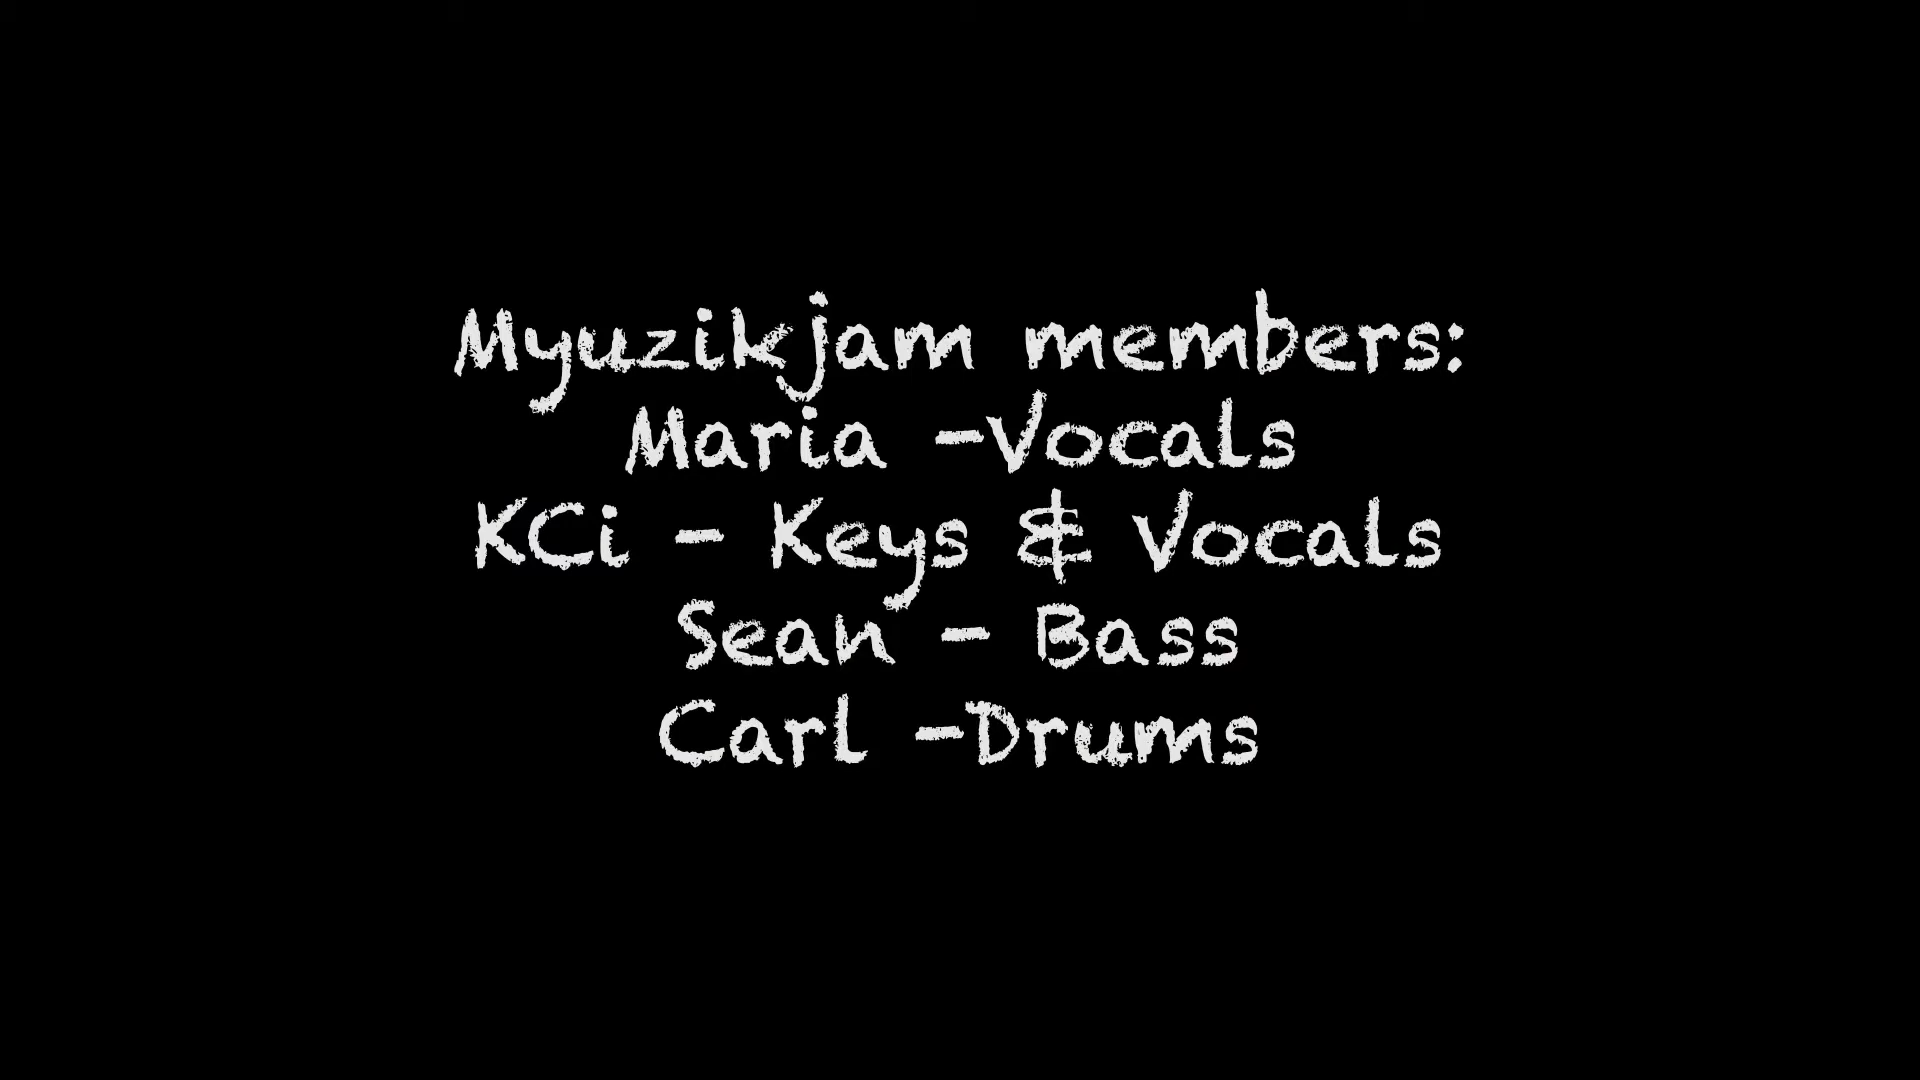 Myuzikjam members:
Maria -Vocals
KCi - Keys & Vocals
Sean - Bass
Carl -Drums